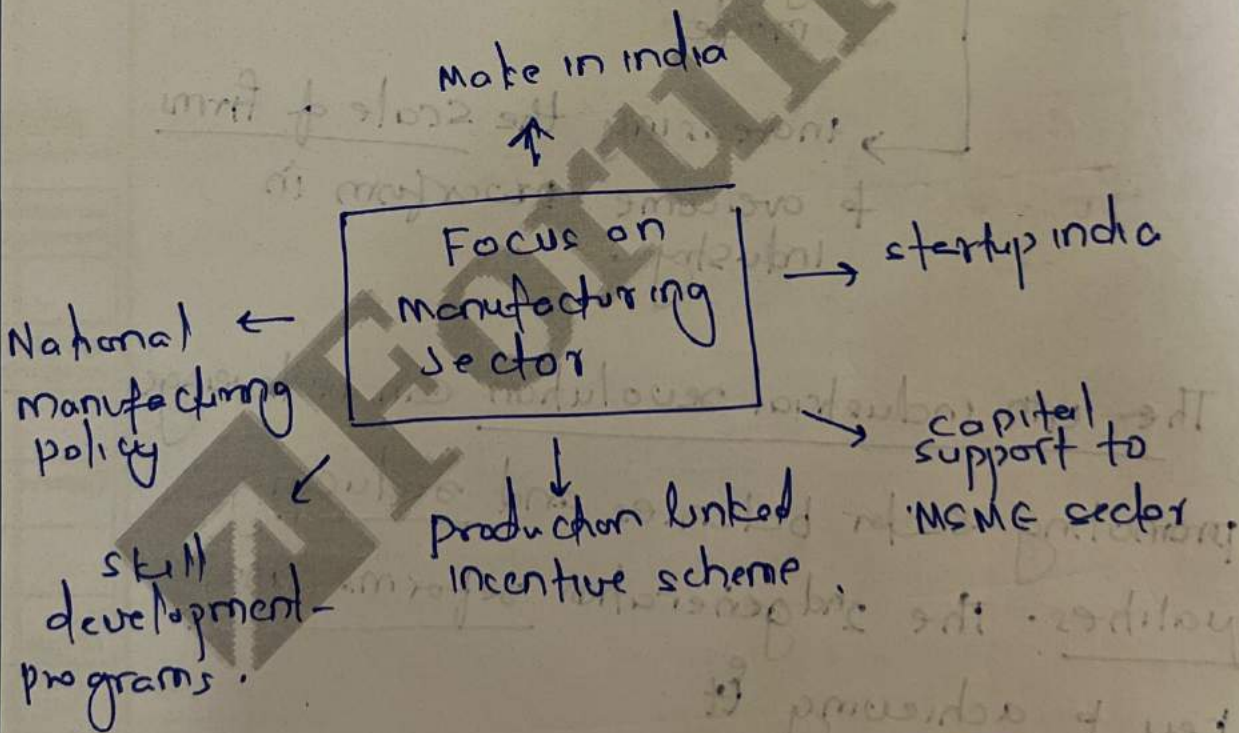 Make in india
Focus on
manufacturing
sector
startup india
National
manufacturing
policy
capital
support to
MSME sector.
Production linked
incentive scheme.
skill
development
programs.
Forum